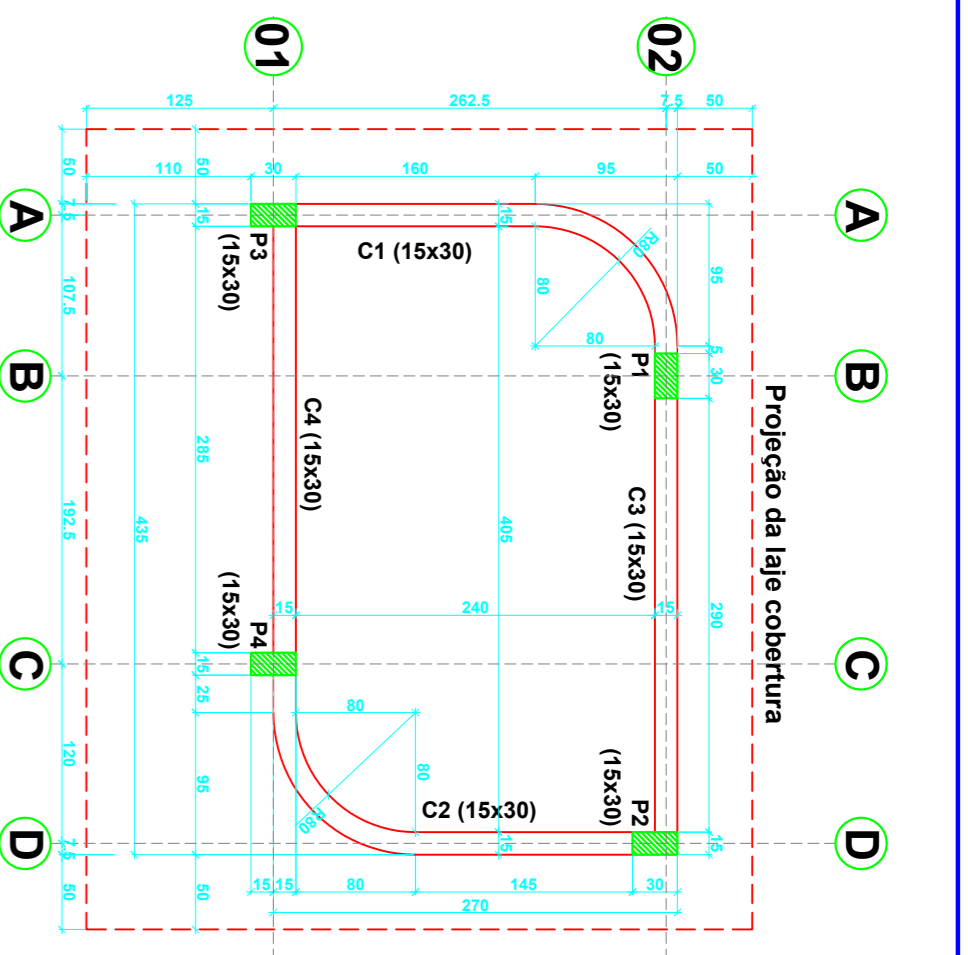 01
02
125
262.5
7.5
50
110
30
160
95
50
A
A
50
7.5
50
15
P3
(15x30)
C1 (15x30)
15
80
R80
80
95
5
30
107.5
B
B
P1
(15x30)
Projeção da laje cobertura
C4 (15x30)
285
435
405
C3 (15x30)
290
192.5
15
240
15
P4
(15x30)
C
C
15
25
80
80
R80
95
120
C2 (15x30)
P2
(15x30)
15
15
D
D
7.5
50
50
15
15
80
145
30
270